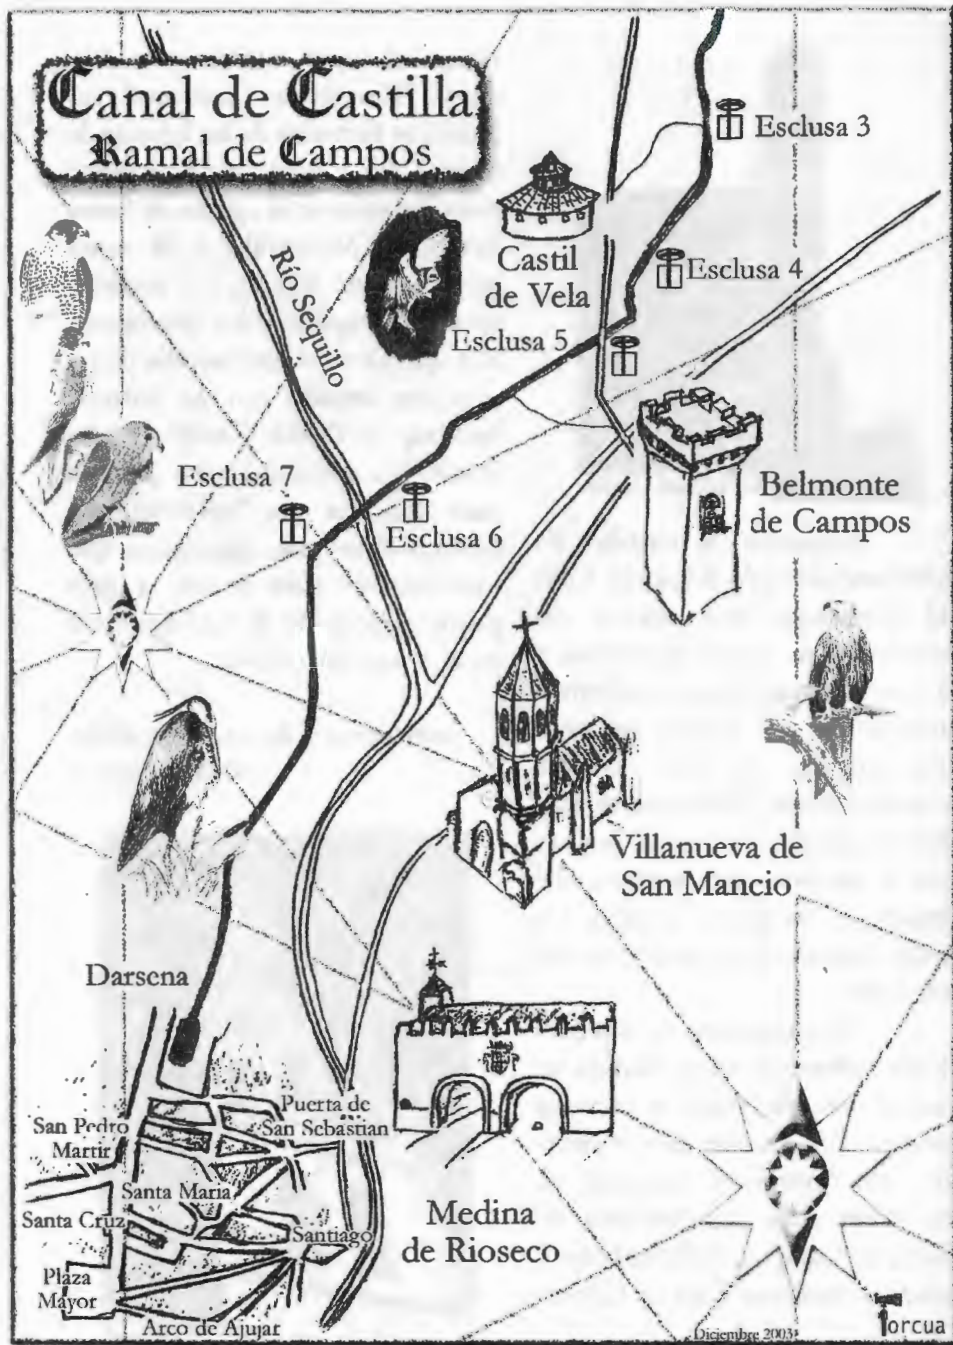 Canal de Castilla
Ramal de Campos
Esclusa 3
Castil
de Vela
Esclusa 4
Río Sequillo
Esclusa 5
Esclusa 7
Esclusa 6
Belmonte
de Campos
Villanueva de
San Mancio
Darsena
Puerta de
San Sebastian
San Pedro
Martir
Santa Maria
Santa Cruz
Santiago
Medina
de Rioseco
Plaza
Mayor
Arco de Ajujar
Diciembre 2003
Torcua